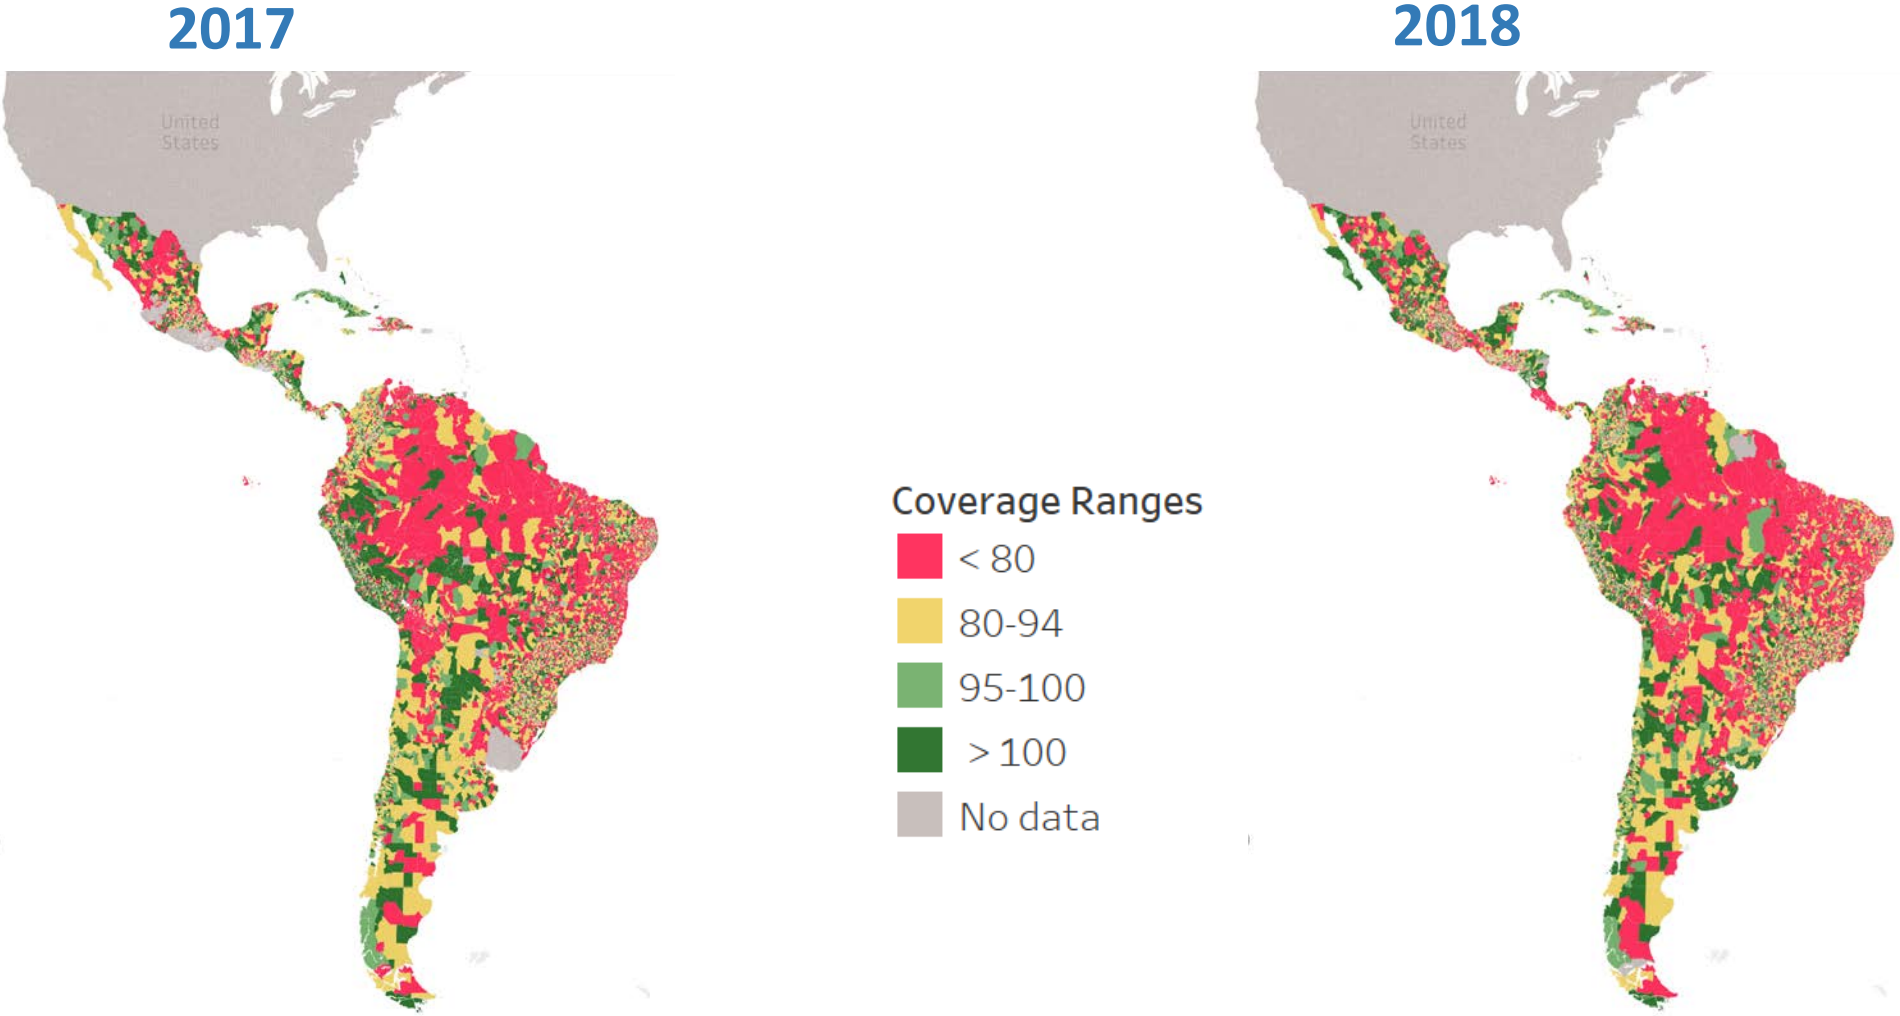 2017
2018
United
States
United
States
Coverage Ranges
< 80
80-94
95-100
> 100
No data